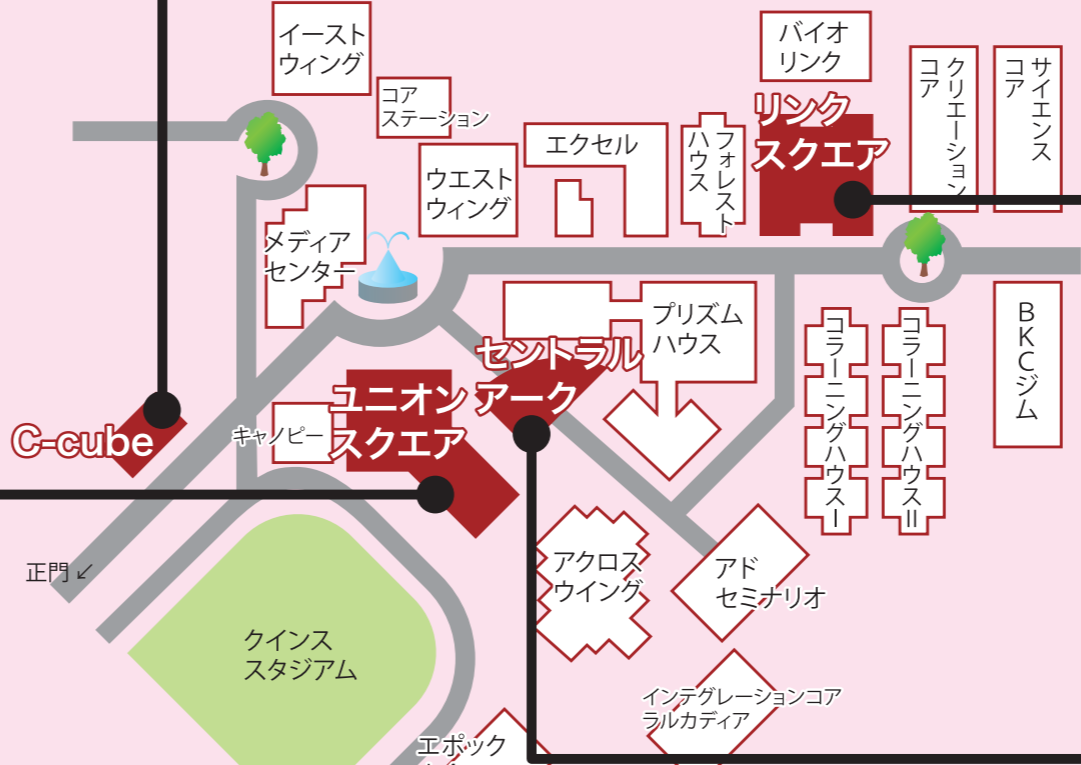 イースト
ウィング
バイオ
リンク
コア
ステーション
クリエーション
コア
サイエンス
コア
リンク
スクエア
エクセル
フォレスト
ハウス
ウエスト
ウィング
メディア
センター
プリズム
ハウス
BKCジム
セントラル
アーク
ユニオン
スクエア
キャノピー
C-cube
コラーニングハウスI
コラーニングハウスII
正門↙
アクロス
ウイング
アド
セミナリオ
クインス
スタジアム
インテグレーションコア
ラルカディア
エポック